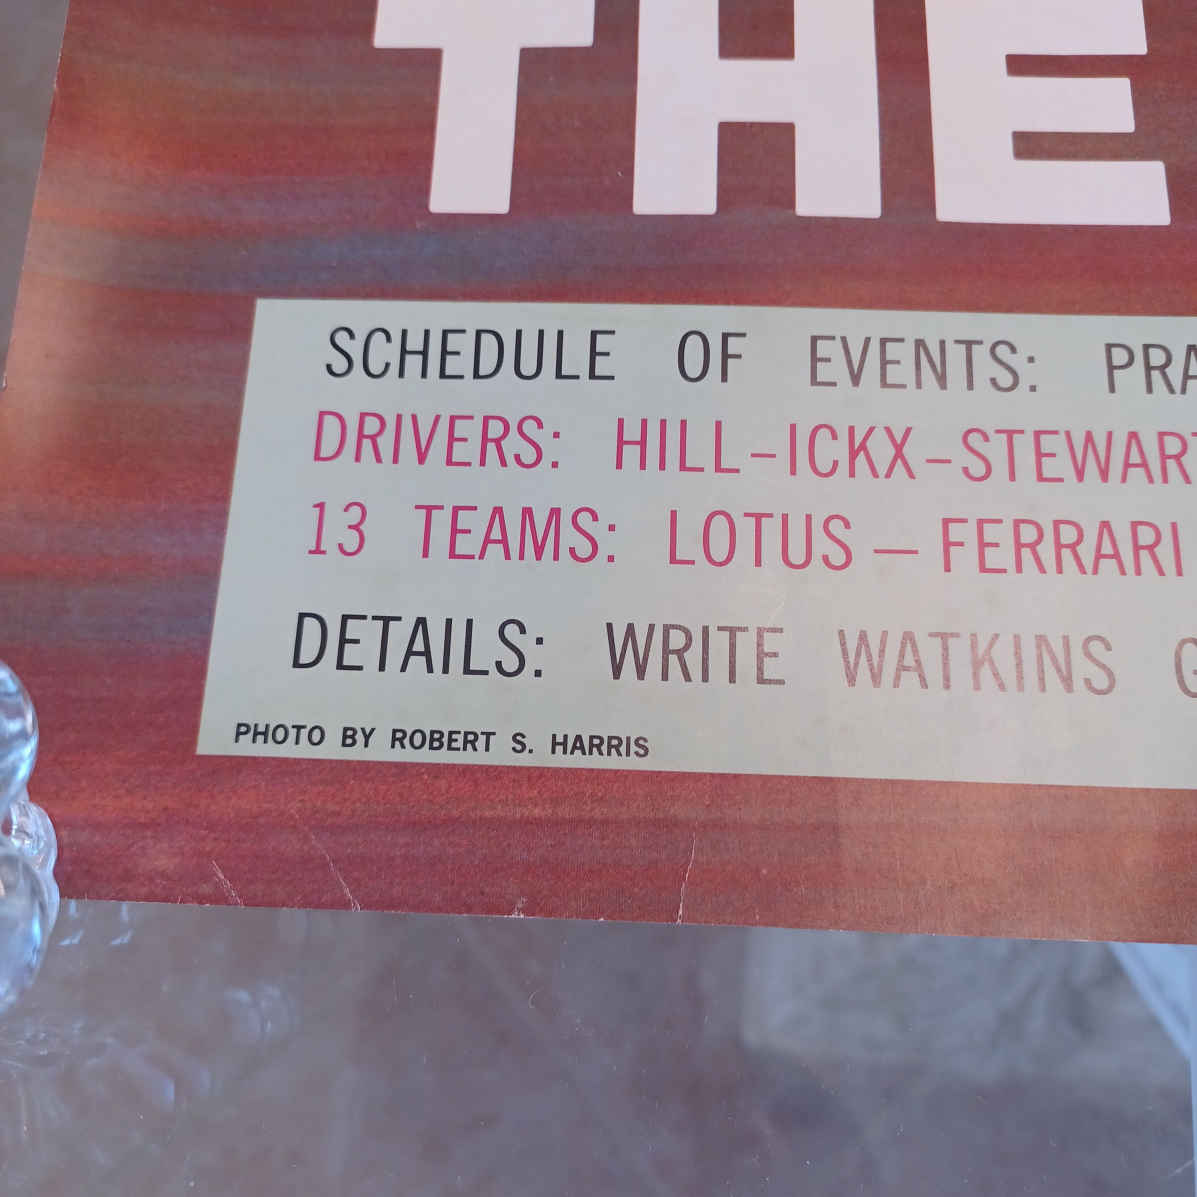 THE
SCHEDULE OF EVENTS: PRA
DRIVERS: HILL-ICKX-STEWART
13 TEAMS: LOTUS - FERRARI
DETAILS: WRITE WATKINS G
PHOTO BY ROBERT S. HARRIS